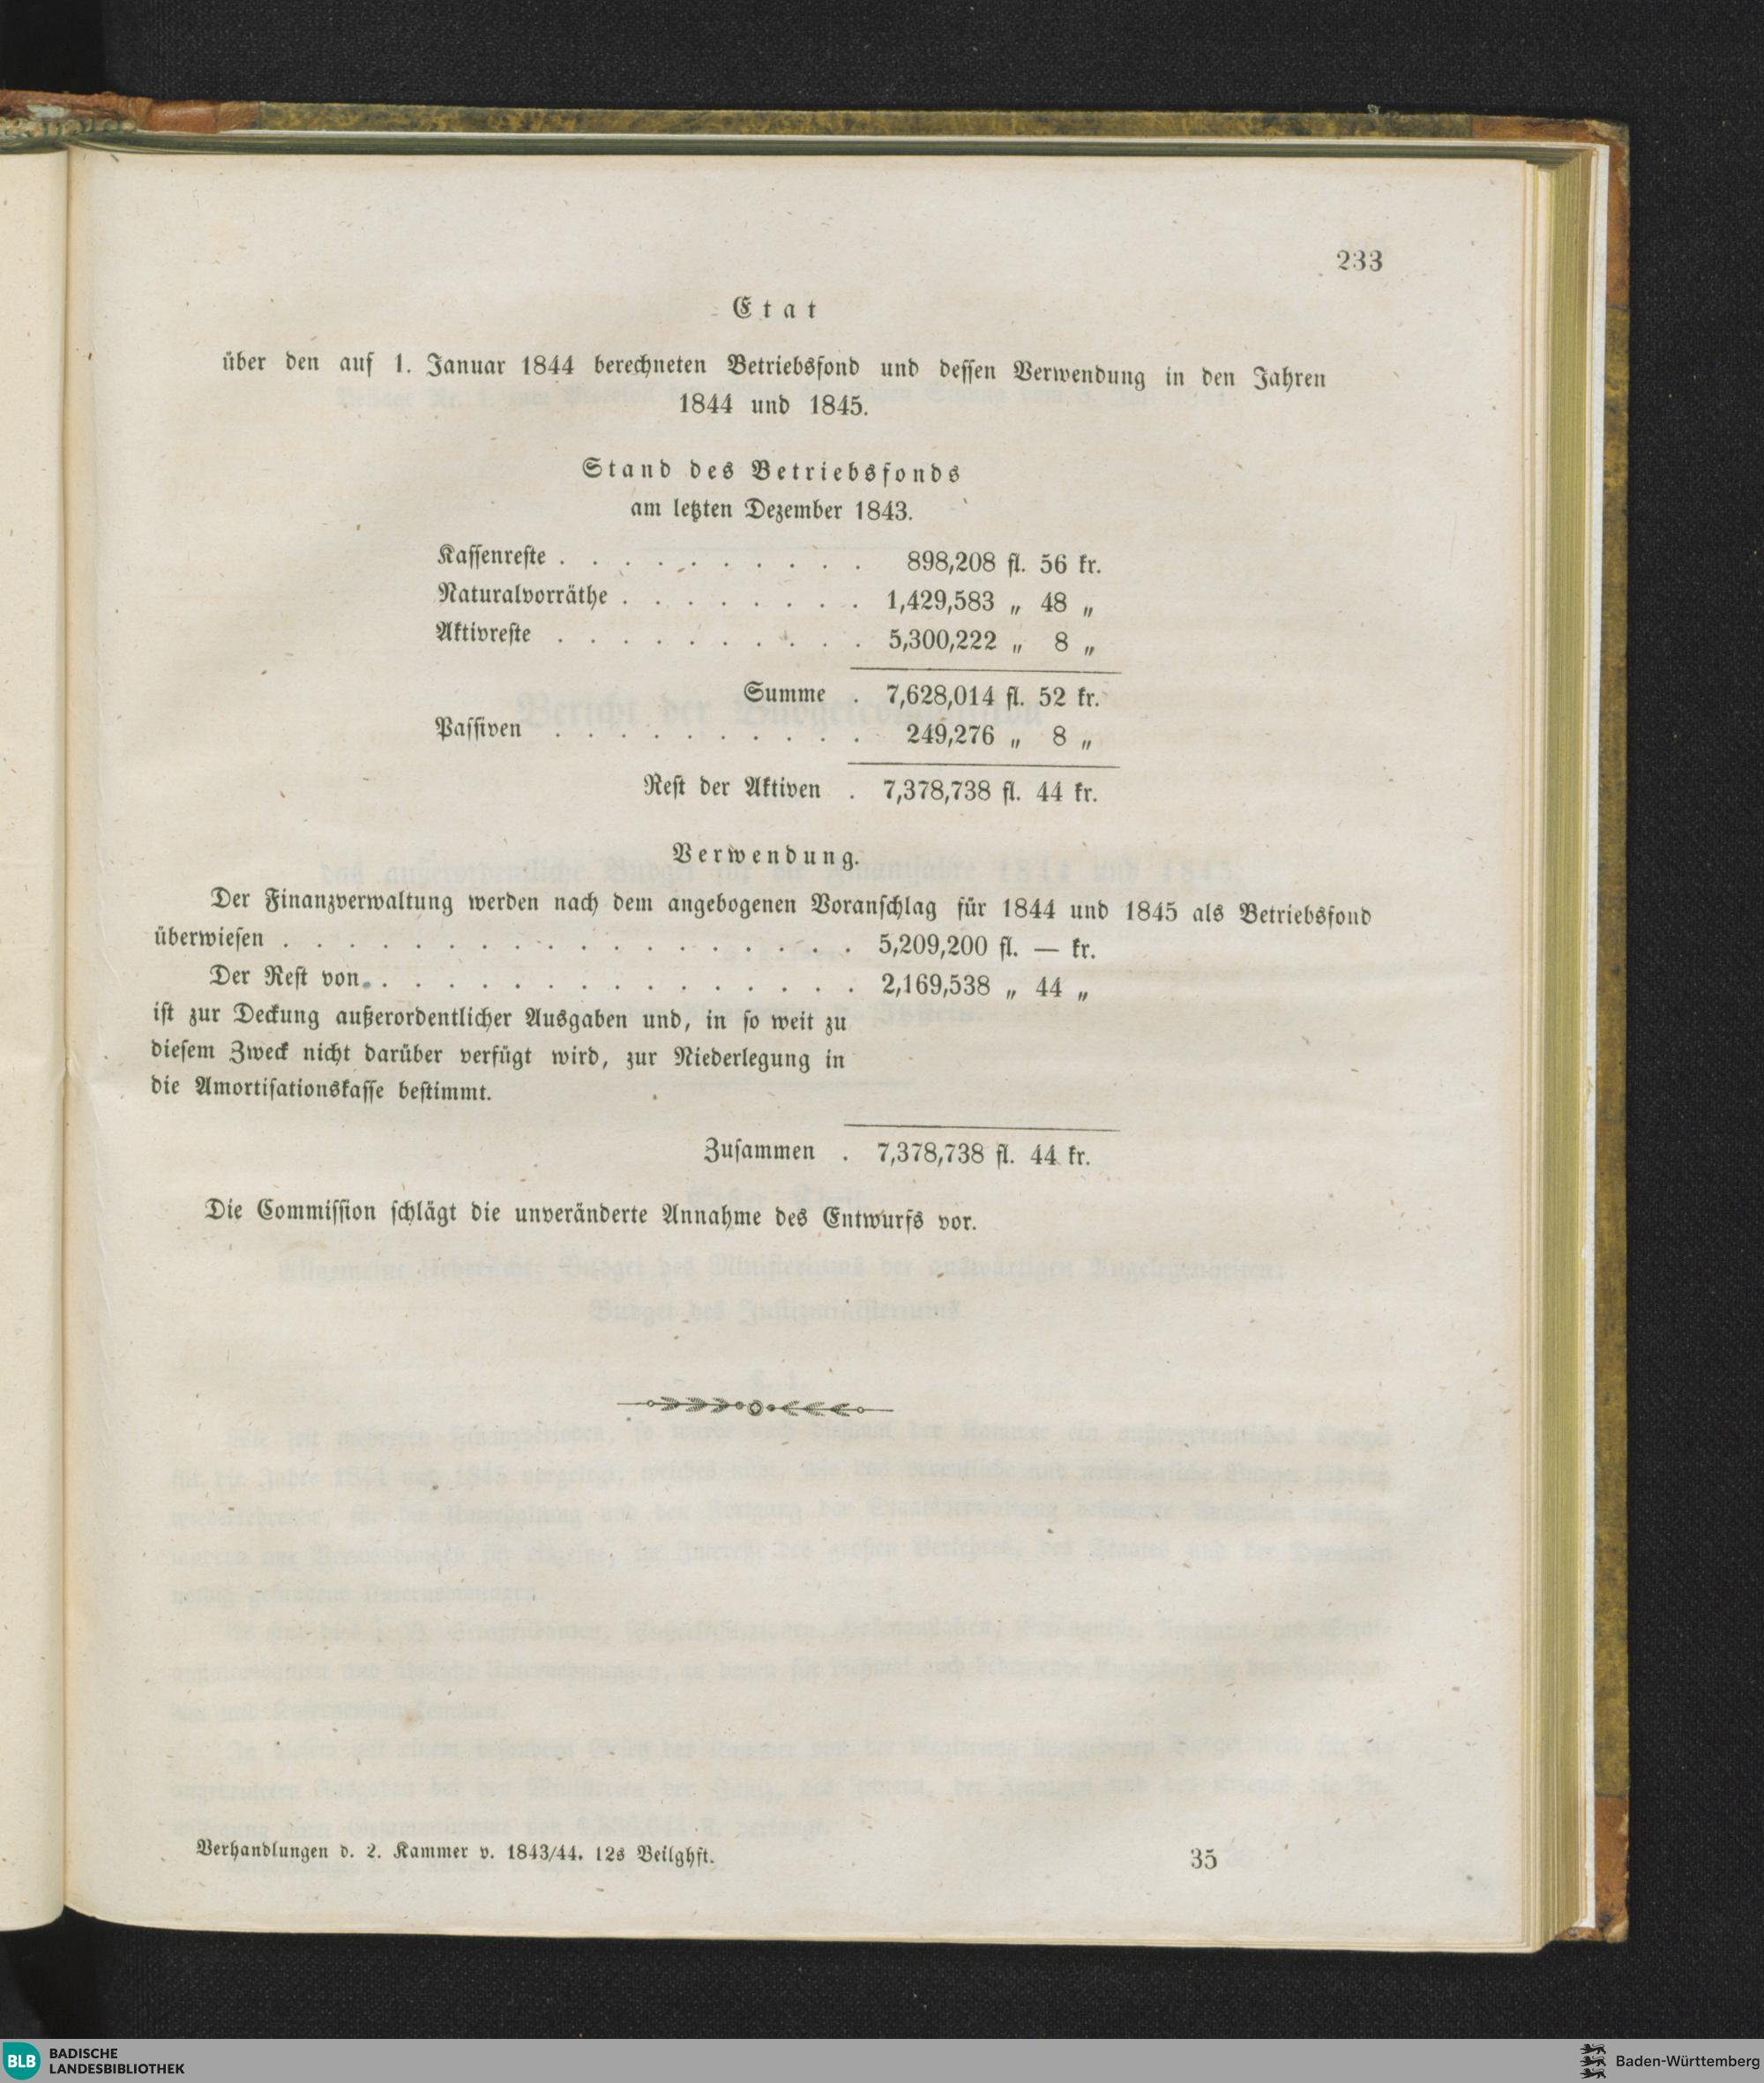 233
Etat
über den auf 1. Januar 1844 berechneten Betriebsfond und dessen Verwendung in den Jahren
1844 und 1845.
Stand des Betriebsfonds
am letzten Dezember 1843.
Kassenreste . . . . . . . . . . 898,208 fl. 56 kr.
Naturalvorräthe . . . . . . . . 1,429,583 „ 48 „
Aktivreste . . . . . . . . . . 5,300,222 „ 8 „
Summe . 7,628,014 fl. 52 kr.
Passiven . . . . . . . . . . 249,276 „ 8 „
Rest der Aktiven . 7,378,738 fl. 44 kr.
Verwendung.
Der Finanzverwaltung werden nach dem angebogenen Voranschlag für 1844 und 1845 als Betriebsfond
überwiesen . . . . . . . . . . . . . . . . . . 5,209,200 fl. — kr.
Der Rest von . . . . . . . . . . . . . . . . 2,169,538 „ 44 „
ist zur Deckung außerordentlicher Ausgaben und, in so weit zu
diesem Zweck nicht darüber verfügt wird, zur Niederlegung in
die Amortisationskasse bestimmt.
Zusammen . 7,378,738 fl. 44 kr.
Die Commission schlägt die unveränderte Annahme des Entwurfs vor.
Verhandlungen d. 2. Kammer v. 1843/44. 12s Beilghft. 35
BLB BADISCHE
LANDESBIBLIOTHEK
Baden-Württemberg